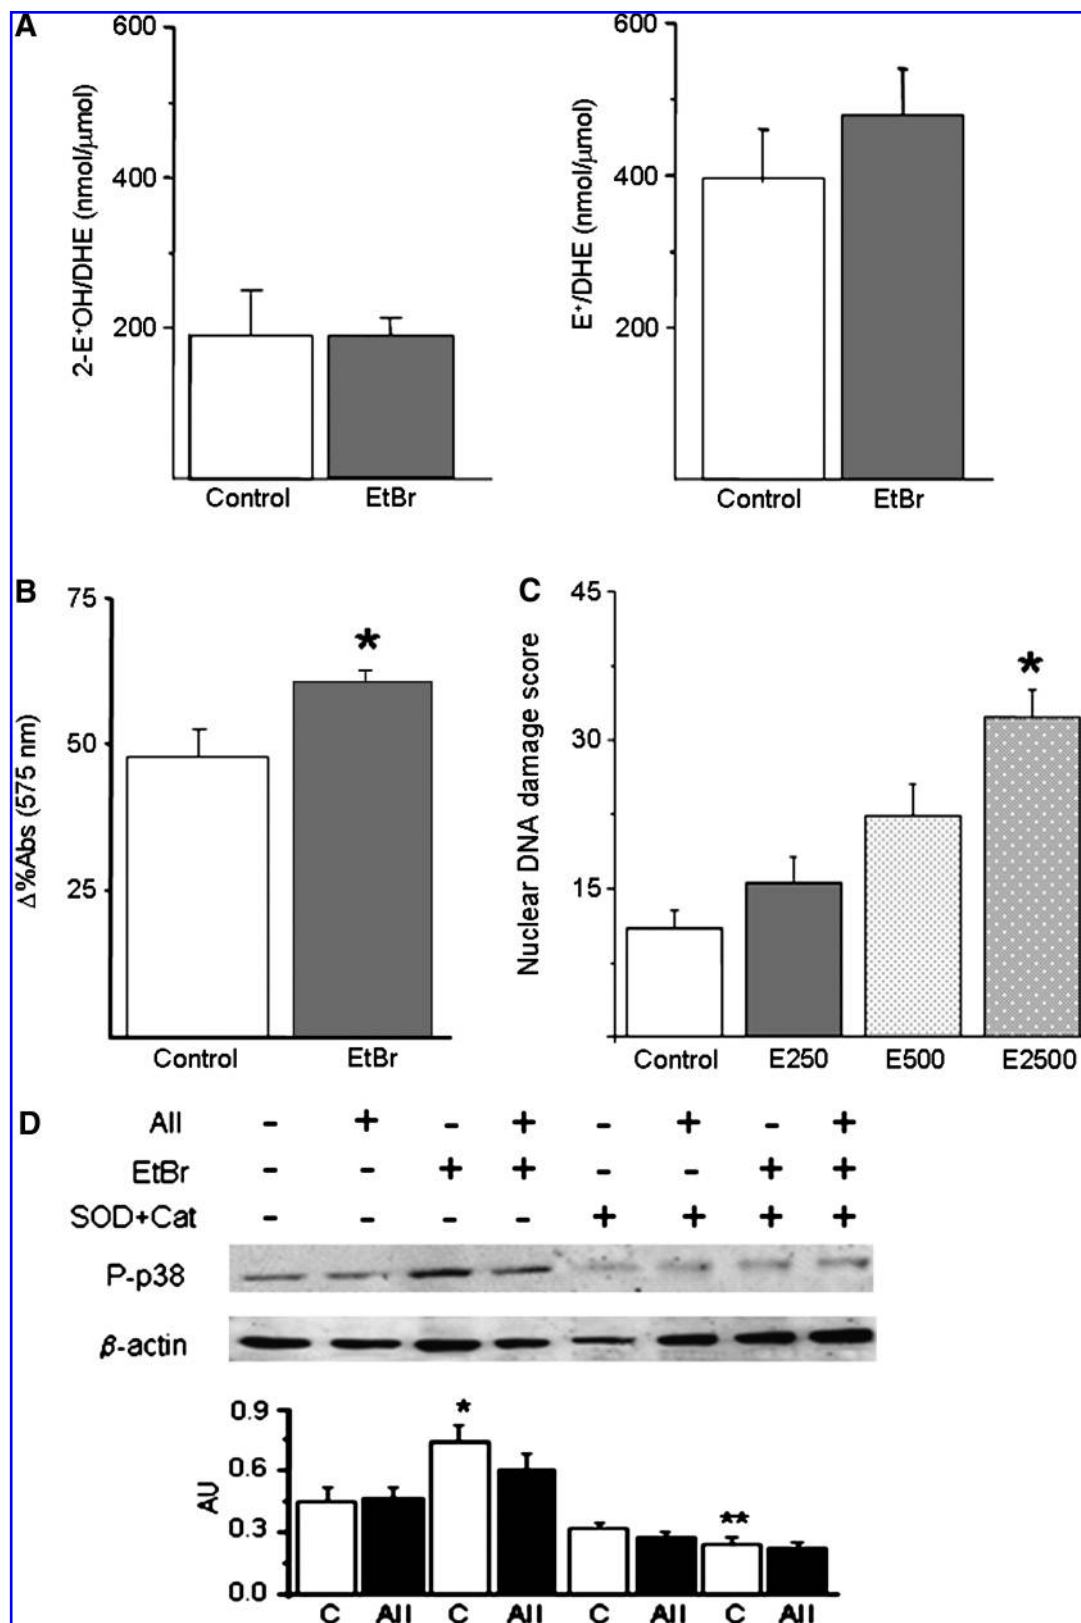 A
600
400
200
2-E⁺OH/DHE (nmol/μmol)
Control EtBr
600
400
200
E⁺/DHE (nmol/μmol)
Control EtBr
B
75
50
25
Δ%Abs (575 nm)
*
Control EtBr
C
45
30
15
Nuclear DNA damage score
*
Control E250 E500 E2500
D
AII - + - + - + - +
EtBr - - + + - - + +
SOD+Cat - - - - + + + +
P-p38
β-actin
0.9
0.6
0.3
0.0
AU
* **
C AII C AII C AII C AII